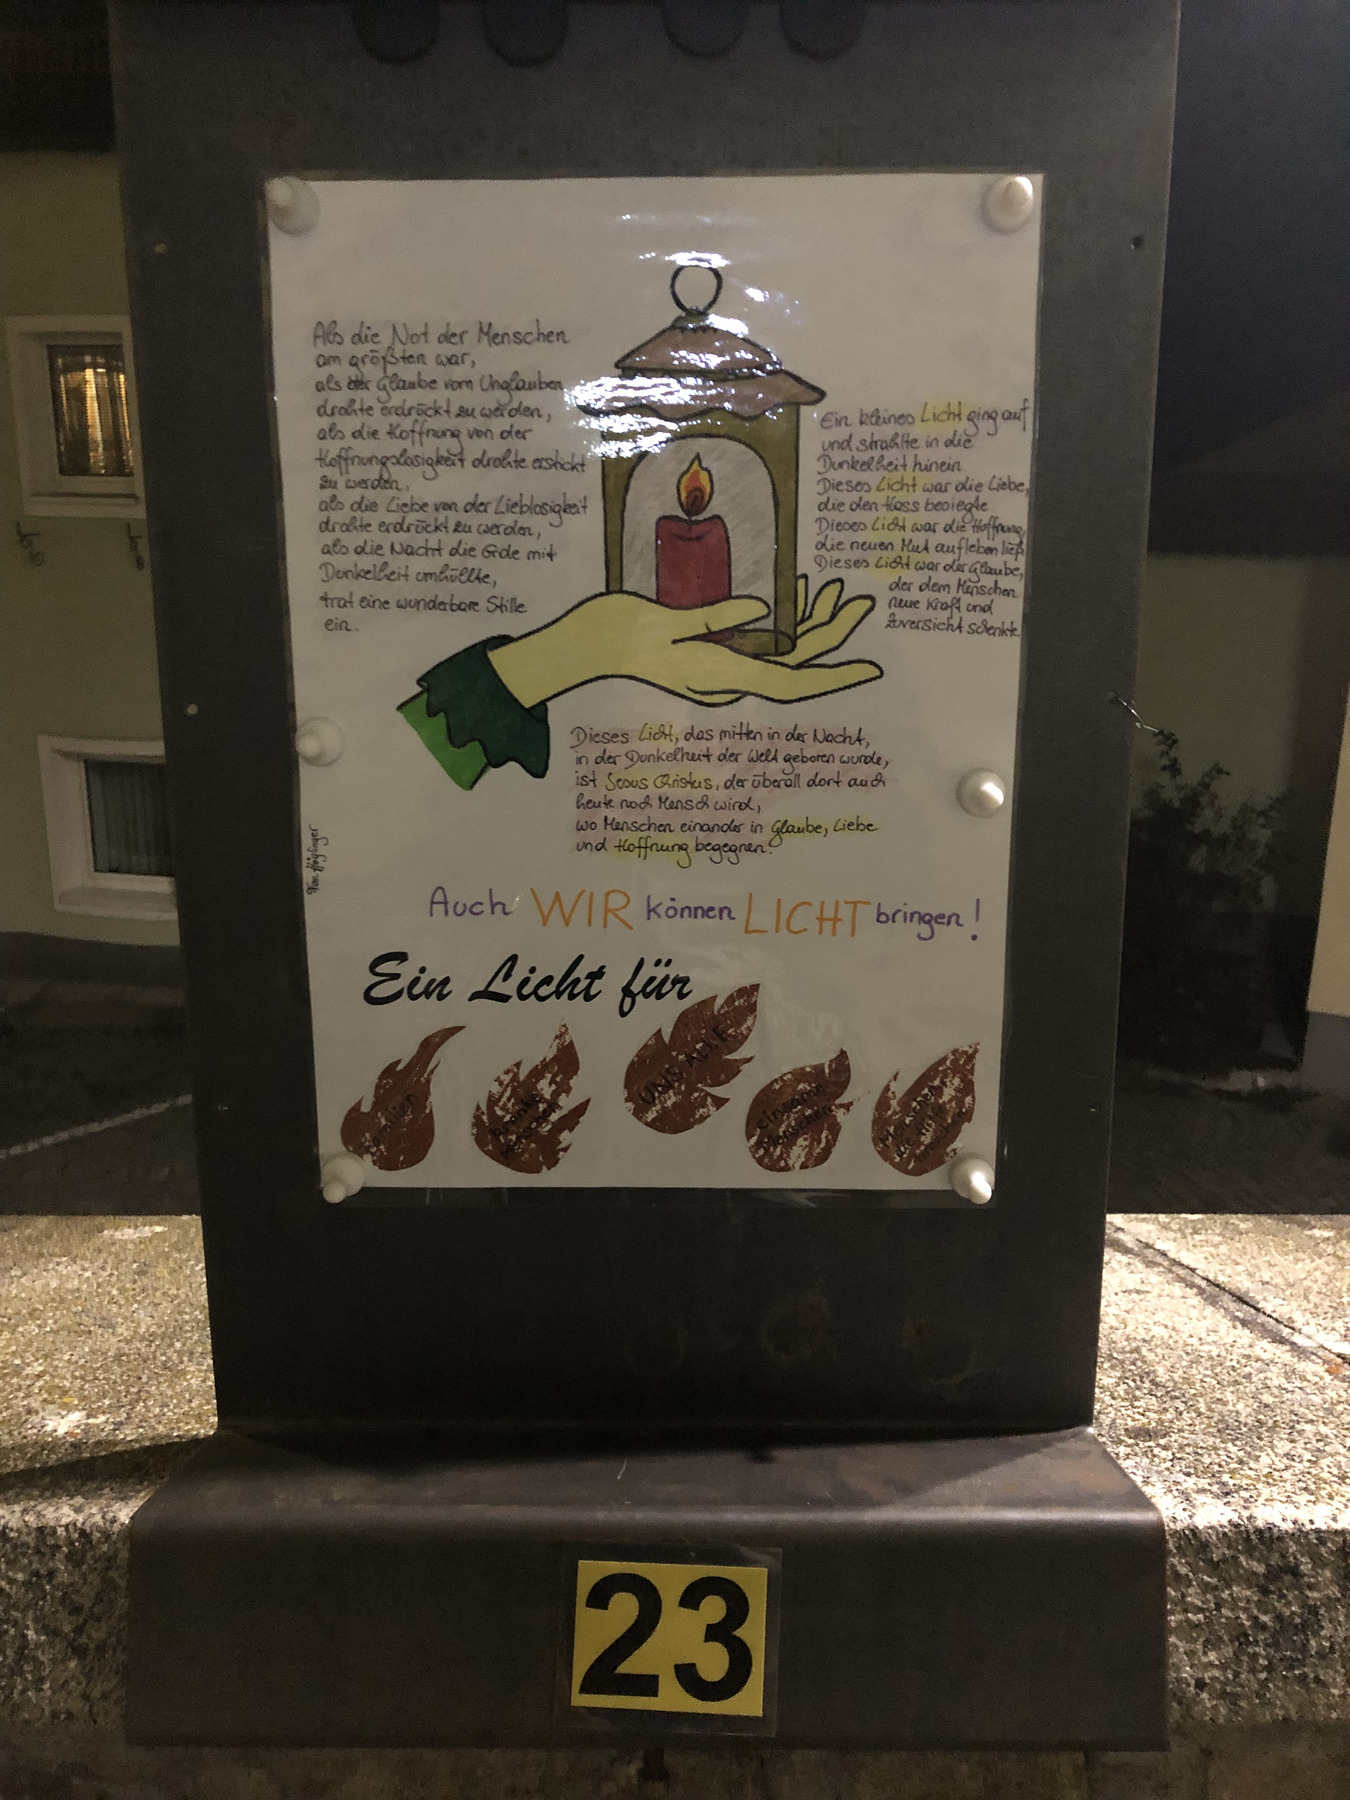 Als die Not der Menschen
am größten war,
als der Glaube vom Unglauben
drohte erdrückt zu werden,
als die Hoffnung von der
Hoffnungslosigkeit drohte erstickt
zu werden,
als die Liebe von der Lieblosigkeit
drohte erdrückt zu werden,
als die Nacht die Erde mit
Dunkelheit umhüllte,
trat eine wunderbare Stille
ein.
Ein kleines Licht ging auf
und strahlte in die
Dunkelheit hinein.
Dieses Licht war die Liebe,
die den Hass besiegte
Dieses Licht war die Hoffnung,
die neuen Mut aufleben ließ
Dieses Licht war der Glaube,
der dem Menschen
neue Kraft und
Zuversicht schenkte.
Dieses Licht, das mitten in der Nacht,
in der Dunkelheit der Welt geboren wurde,
ist Jesus Christus, der überall dort auch
heute noch Mensch wird,
wo Menschen einander in Glaube, Liebe
und Hoffnung begegnen.
Auch WIR können LICHT bringen!
Ein Licht für
Familien
kranke
Menschen
UNS ALLE
einsame
Menschen
Menschen
23